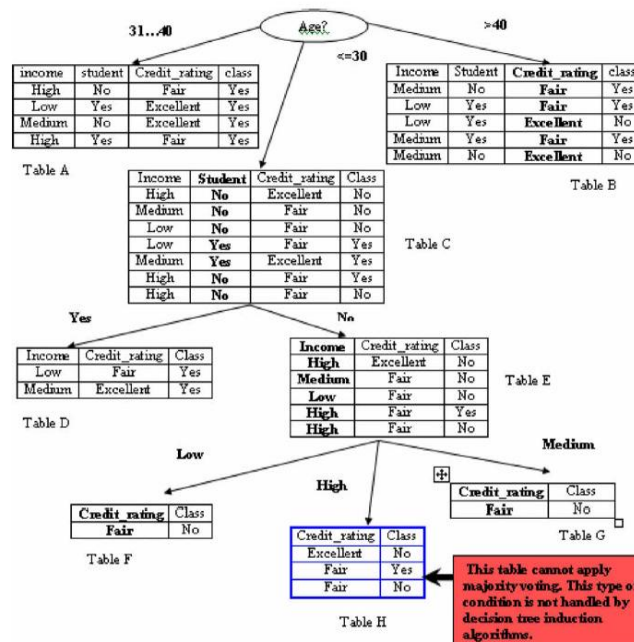 Age?
31...40
<=30
>40
income student Credit_rating class
High No Fair Yes
Low Yes Excellent Yes
Medium No Excellent Yes
High Yes Fair Yes
Table A
Income Student Credit_rating class
Medium No Fair Yes
Low Yes Fair Yes
Low Yes Excellent No
Medium Yes Fair Yes
Medium No Excellent Yes
Table B
Income Student Credit_rating Class
High No Excellent No
Medium No Fair No
Low No Fair No
Low Yes Fair Yes
Medium Yes Excellent Yes
High No Fair Yes
High No Fair No
Table C
Yes
No
Income Credit_rating Class
Low Fair Yes
Medium Excellent Yes
Table D
Income Credit_rating Class
High Excellent No
Medium Fair No
Low Fair No
High Fair Yes
High Fair No
Table E
Low
High
Medium
Credit_rating Class
Fair No
Table F
Credit_rating Class
Fair No
Table G
Credit_rating Class
Excellent No
Fair Yes
Fair No
Table H
This table cannot apply
majority voting. This type o
condition is not handled by
decision tree induction
algorithms.